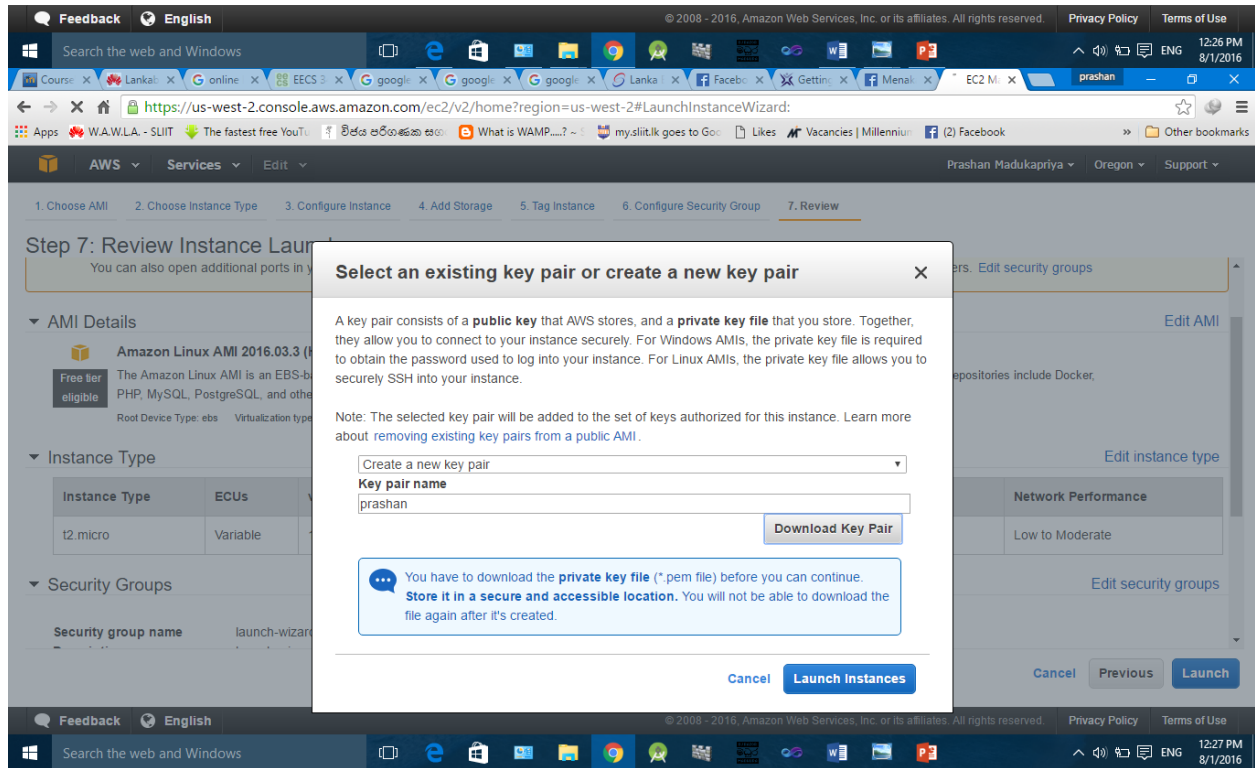 Feedback English © 2008 - 2016, Amazon Web Services, Inc. or its affiliates. All rights reserved. Privacy Policy Terms of Use
Search the web and Windows ENG 12:26 PM
8/1/2016
Course Lankab online EECS 3 google google google Lanka Facebo Getting Menak EC2 Ma prashan
https://us-west-2.console.aws.amazon.com/ec2/v2/home?region=us-west-2#LaunchInstanceWizard:
Apps W.A.W.L.A. - SLIIT The fastest free YouTu What is WAMP.....? ~ my.sliit.lk goes to Goo Likes Vacancies | Millennium (2) Facebook » Other bookmarks
AWS Services Edit Prashan Madukapriya Oregon Support
1. Choose AMI 2. Choose Instance Type 3. Configure Instance 4. Add Storage 5. Tag Instance 6. Configure Security Group 7. Review
Step 7: Review Instance Laun
You can also open additional ports in y ers. Edit security groups
Select an existing key pair or create a new key pair
A key pair consists of a public key that AWS stores, and a private key file that you store. Together,
they allow you to connect to your instance securely. For Windows AMIs, the private key file is required
to obtain the password used to log into your instance. For Linux AMIs, the private key file allows you to
securely SSH into your instance.
Note: The selected key pair will be added to the set of keys authorized for this instance. Learn more
about removing existing key pairs from a public AMI .
Create a new key pair
Key pair name
prashan
Download Key Pair
You have to download the private key file (*.pem file) before you can continue.
Store it in a secure and accessible location. You will not be able to download the
file again after it's created.
Cancel Launch Instances
AMI Details Edit AMI
Amazon Linux AMI 2016.03.3 (H
Free tier
eligible
The Amazon Linux AMI is an EBS-ba epositories include Docker,
PHP, MySQL, PostgreSQL, and othe
Root Device Type: ebs Virtualization type
Instance Type Edit instance type
Instance Type ECUs v Network Performance
t2.micro Variable 1 Low to Moderate
Security Groups Edit security groups
Security group name launch-wizard
Cancel Previous Launch
Feedback English © 2008 - 2016, Amazon Web Services, Inc. or its affiliates. All rights reserved. Privacy Policy Terms of Use
Search the web and Windows ENG 12:27 PM
8/1/2016